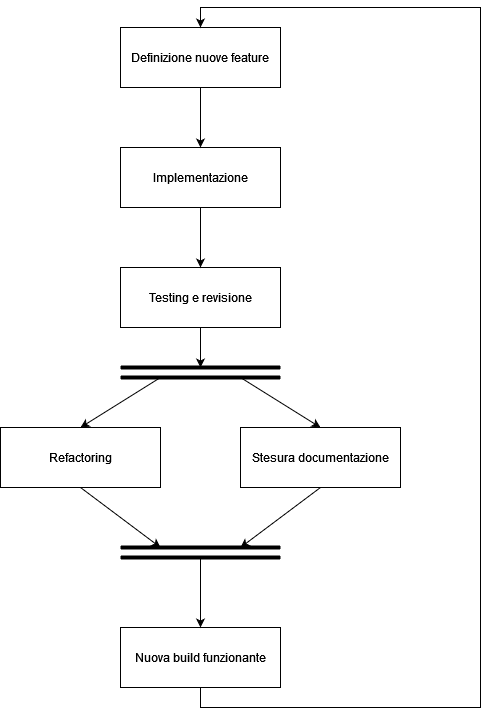 Definizione nuove feature
Implementazione
Testing e revisione
Refactoring
Stesura documentazione
Nuova build funzionante